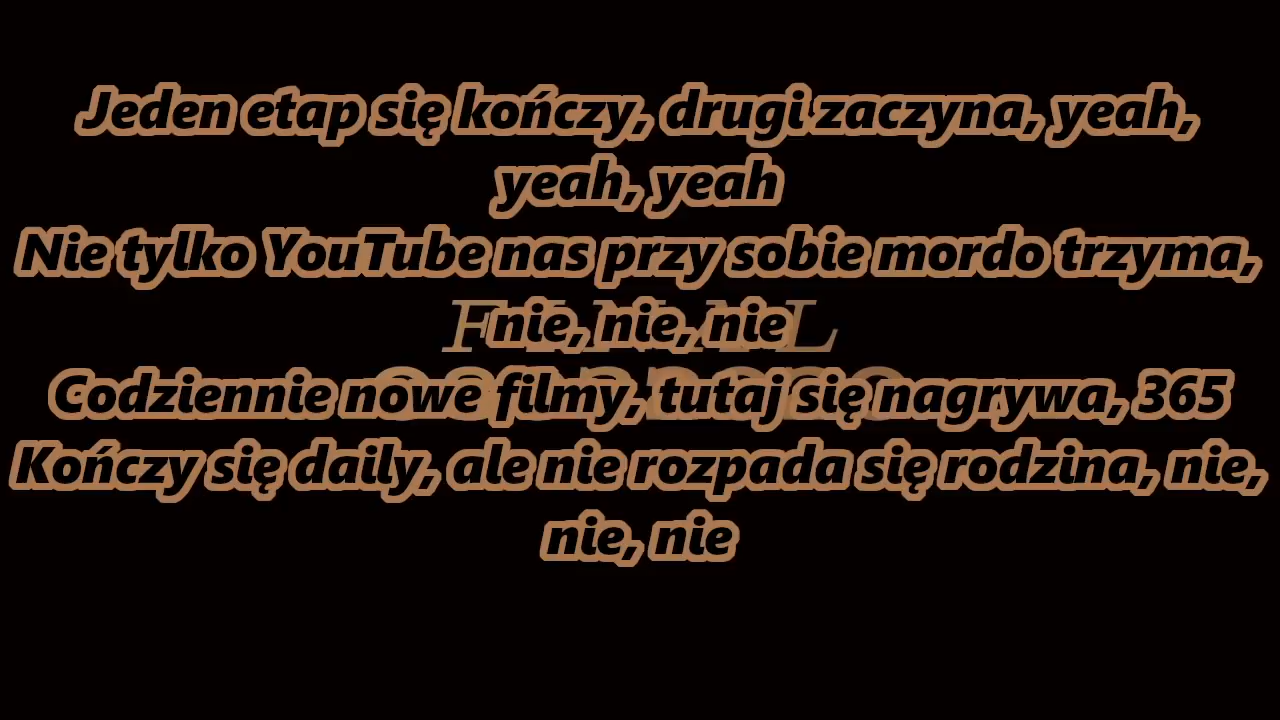 Jeden etap się kończy, drugi zaczyna, yeah,
yeah, yeah
Nie tylko YouTube nas przy sobie mordo trzyma,
nie, nie, nie
Codziennie nowe filmy, tutaj się nagrywa, 365
Kończy się daily, ale nie rozpada się rodzina, nie,
nie, nie